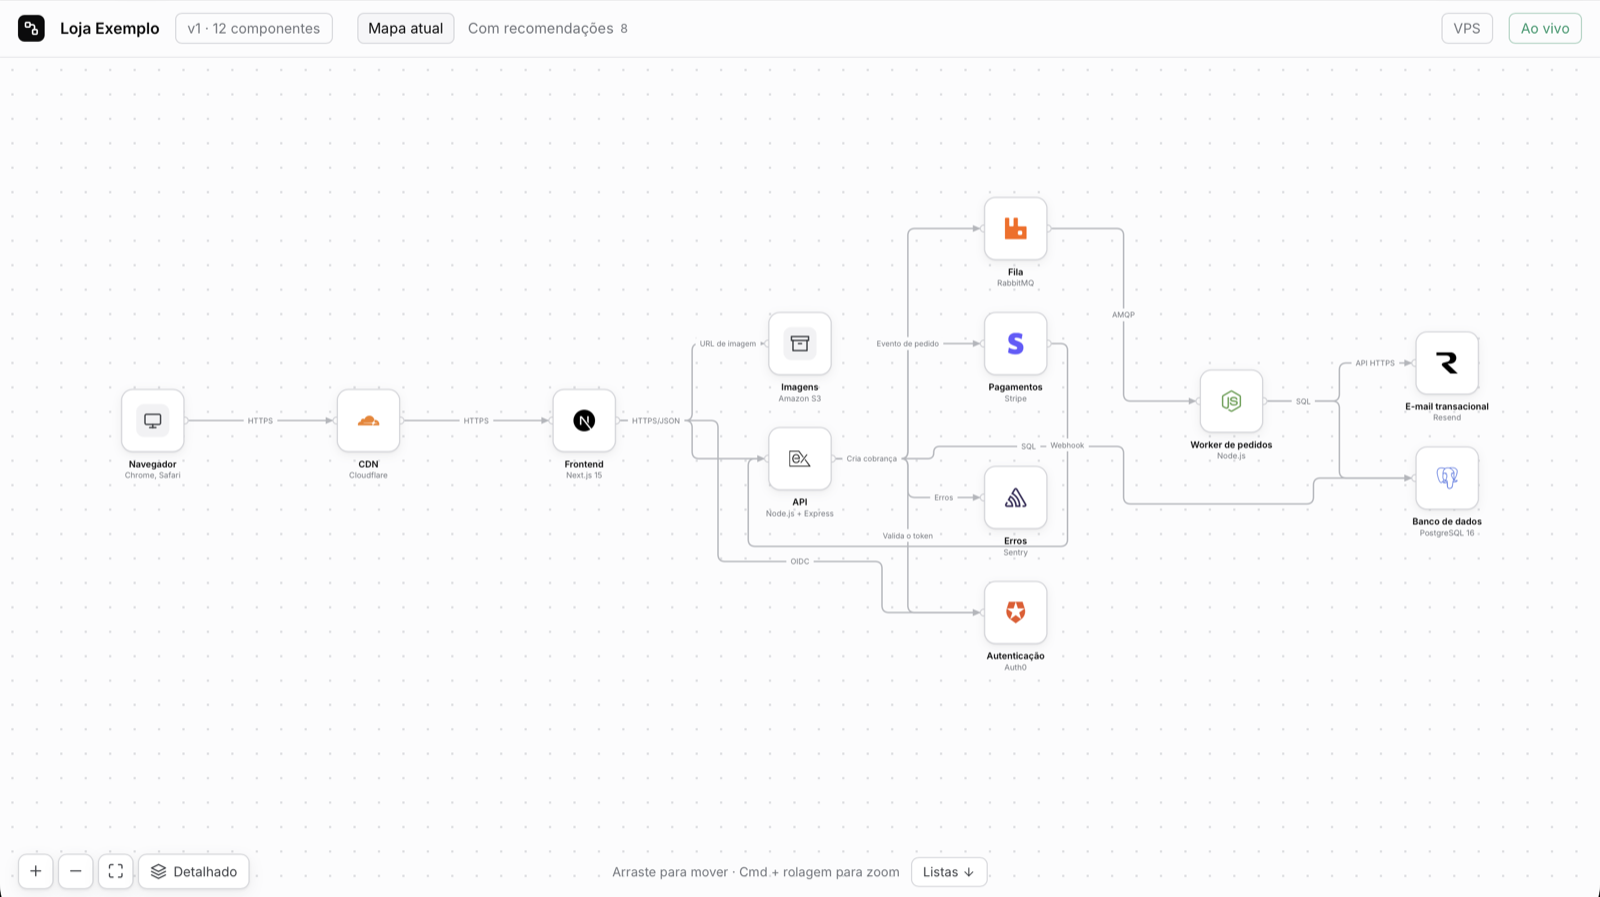 Loja Exemplo
v1 · 12 componentes
Mapa atual
Com recomendações 8
VPS
Ao vivo
Fila
RabbitMQ
AMQP
URL de imagem
Imagens
Amazon S3
Evento de pedido
S
Pagamentos
Stripe
API HTTPS
E-mail transacional
Resend
HTTPS
HTTPS
HTTPS/JSON
N
Navegador
Chrome, Safari
CDN
Cloudflare
Frontend
Next.js 15
JS
SQL
Worker de pedidos
Node.js
SQL
Webhook
ex
Cria cobrança
API
Node.js + Express
Erros
Erros
Sentry
Banco de dados
PostgreSQL 16
Valida o token
OIDC
Autenticação
Auth0
Detalhado
Arraste para mover · Cmd + rolagem para zoom
Listas ↓